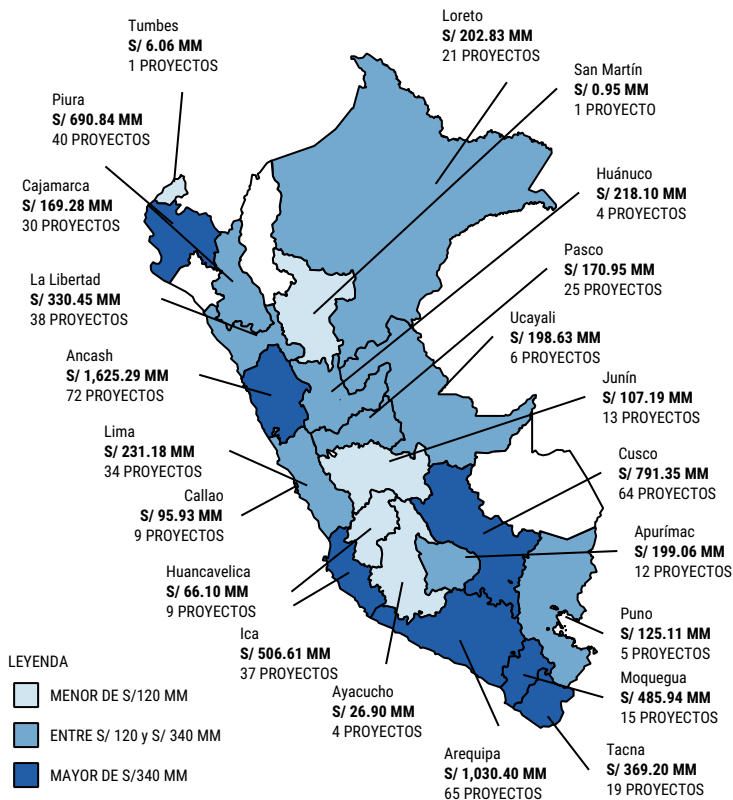 Tumbes
S/ 6.06 MM
1 PROYECTOS
Loreto
S/ 202.83 MM
21 PROYECTOS
San Martín
S/ 0.95 MM
1 PROYECTO
Piura
S/ 690.84 MM
40 PROYECTOS
Huánuco
S/ 218.10 MM
4 PROYECTOS
Cajamarca
S/ 169.28 MM
30 PROYECTOS
Pasco
S/ 170.95 MM
25 PROYECTOS
La Libertad
S/ 330.45 MM
38 PROYECTOS
Ucayali
S/ 198.63 MM
6 PROYECTOS
Ancash
S/ 1,625.29 MM
72 PROYECTOS
Junín
S/ 107.19 MM
13 PROYECTOS
Lima
S/ 231.18 MM
34 PROYECTOS
Cusco
S/ 791.35 MM
64 PROYECTOS
Callao
S/ 95.93 MM
9 PROYECTOS
Apurímac
S/ 199.06 MM
12 PROYECTOS
Huancavelica
S/ 66.10 MM
9 PROYECTOS
Puno
S/ 125.11 MM
5 PROYECTOS
Ica
S/ 506.61 MM
37 PROYECTOS
Moquegua
S/ 485.94 MM
15 PROYECTOS
Ayacucho
S/ 26.90 MM
4 PROYECTOS
Arequipa
S/ 1,030.40 MM
65 PROYECTOS
Tacna
S/ 369.20 MM
19 PROYECTOS
LEYENDA
MENOR DE S/120 MM
ENTRE S/ 120 y S/ 340 MM
MAYOR DE S/340 MM